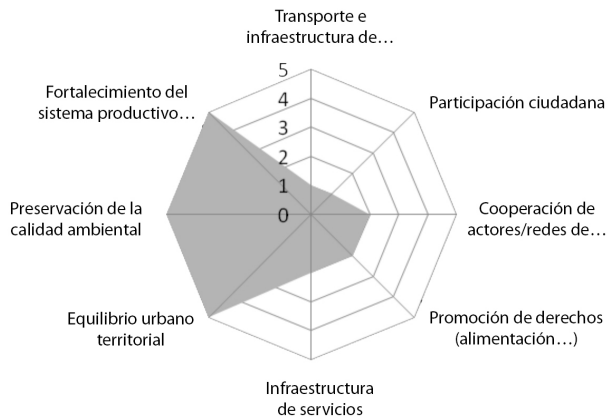 Transporte e
infraestructura de…
Participación ciudadana
Cooperación de
actores/redes de…
Promoción de derechos
(alimentación…)
Infraestructura
de servicios
Equilibrio urbano
territorial
Preservación de la
calidad ambiental
Fortalecimiento del
sistema productivo…
5
4
3
2
1
0